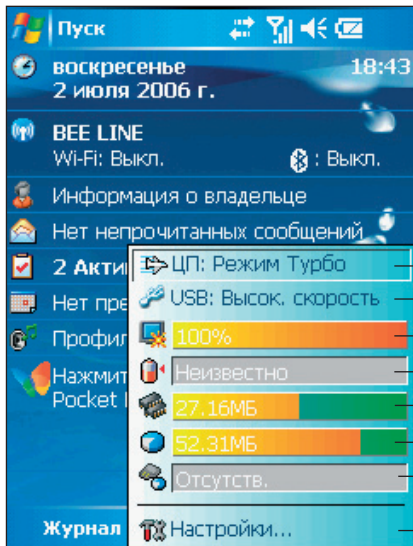 Пуск
воскресенье 18:43
2 июля 2006 г.
BEE LINE
Wi-Fi: Выкл. : Выкл.
Информация о владельце
Нет непрочитанных сообщений
2 Акти
ЦП: Режим Турбо
Нет пре
USB: Высок. скорость
Профил
100%
Нажмит
Неизвестно
Pocket
27.16МБ
52.31МБ
Отсутств.
Журнал
Настройки...